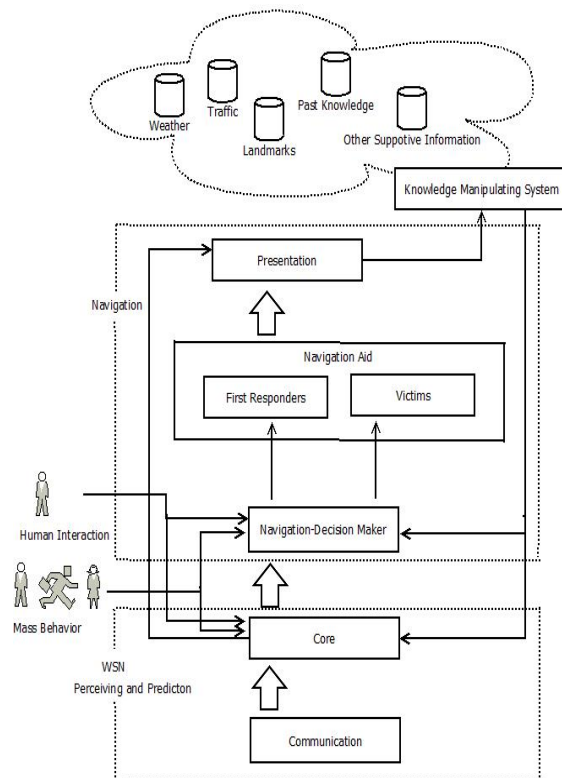 Weather
Traffic
Landmarks
Past Knowledge
Other Suppotive Information
Knowledge Manipulating System
Presentation
Navigation
Navigation Aid
First Responders
Victims
Human Interaction
Navigation-Decision Maker
Mass Behavior
Core
WSN
Perceiving and Predicton
Communication